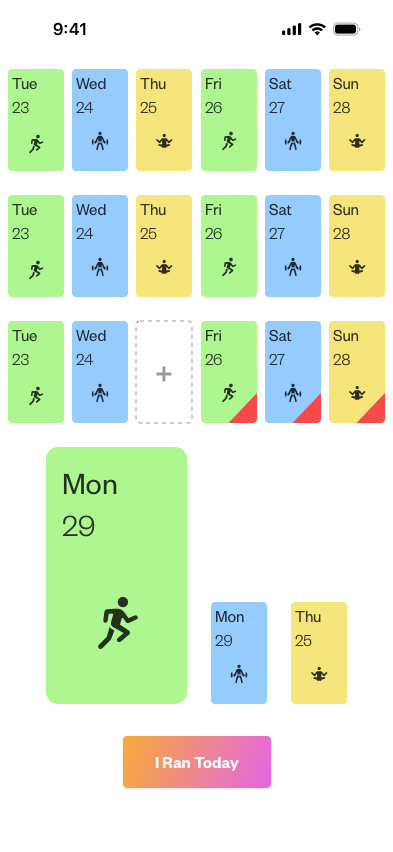 9:41
Tue Wed Thu Fri Sat Sun
23 24 25 26 27 28
Tue Wed Thu Fri Sat Sun
23 24 25 26 27 28
Tue Wed Fri Sat Sun
23 24 26 27 28
Mon
29
Mon Thu
29 25
I Ran Today